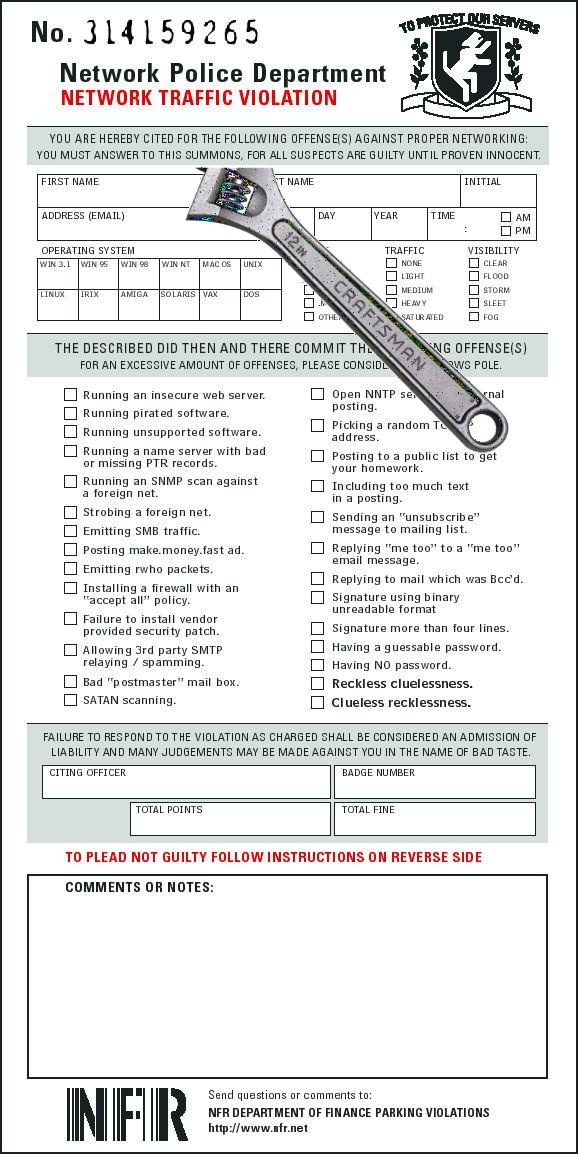 No. 314159265
TO PROTECT OUR SERVERS
Network Police Department
NETWORK TRAFFIC VIOLATION
YOU ARE HEREBY CITED FOR THE FOLLOWING OFFENSE(S) AGAINST PROPER NETWORKING:
YOU MUST ANSWER TO THIS SUMMONS, FOR ALL SUSPECTS ARE GUILTY UNTIL PROVEN INNOCENT.
FIRST NAME NAME INITIAL
ADDRESS (EMAIL) DAY YEAR TIME : AM
PM
OPERATING SYSTEM TRAFFIC VISIBILITY
WIN 3.1 WIN 95 WIN 98 WIN NT MAC OS UNIX
LINUX IRIX AMIGA SOLARIS VAX DOS
NONE CLEAR
LIGHT FLOOD
MEDIUM STORM
HEAVY SLEET
SATURATED FOG
12 IN
CRAFTSMAN
THE DESCRIBED DID THEN AND THERE COMMIT OFFENSE(S)
FOR AN EXCESSIVE AMOUNT OF OFFENSES, PLEASE POLE.
Running an insecure web server.
Running pirated software.
Running unsupported software.
Running a name server with bad
or missing PTR records.
Running an SNMP scan against
a foreign net.
Strobing a foreign net.
Emitting SMB traffic.
Posting make.money.fast ad.
Emitting rwho packets.
Installing a firewall with an
"accept all" policy.
Failure to install vendor
provided security patch.
Allowing 3rd party SMTP
relaying / spamming.
Bad "postmaster" mail box.
SATAN scanning.
Open NNTP
posting.
Picking a random
address.
Posting to a public list to get
your homework.
Including too much text
in a posting.
Sending an "unsubscribe"
message to mailing list.
Replying "me too" to a "me too"
email message.
Replying to mail which was Bcc'd.
Signature using binary
unreadable format
Signature more than four lines.
Having a guessable password.
Having NO password.
Reckless cluelessness.
Clueless recklessness.
FAILURE TO RESPOND TO THE VIOLATION AS CHARGED SHALL BE CONSIDERED AN ADMISSION OF
LIABILITY AND MANY JUDGEMENTS MAY BE MADE AGAINST YOU IN THE NAME OF BAD TASTE.
CITING OFFICER BADGE NUMBER
TOTAL POINTS TOTAL FINE
TO PLEAD NOT GUILTY FOLLOW INSTRUCTIONS ON REVERSE SIDE
COMMENTS OR NOTES:
NFR
Send questions or comments to:
NFR DEPARTMENT OF FINANCE PARKING VIOLATIONS
http://www.nfr.net